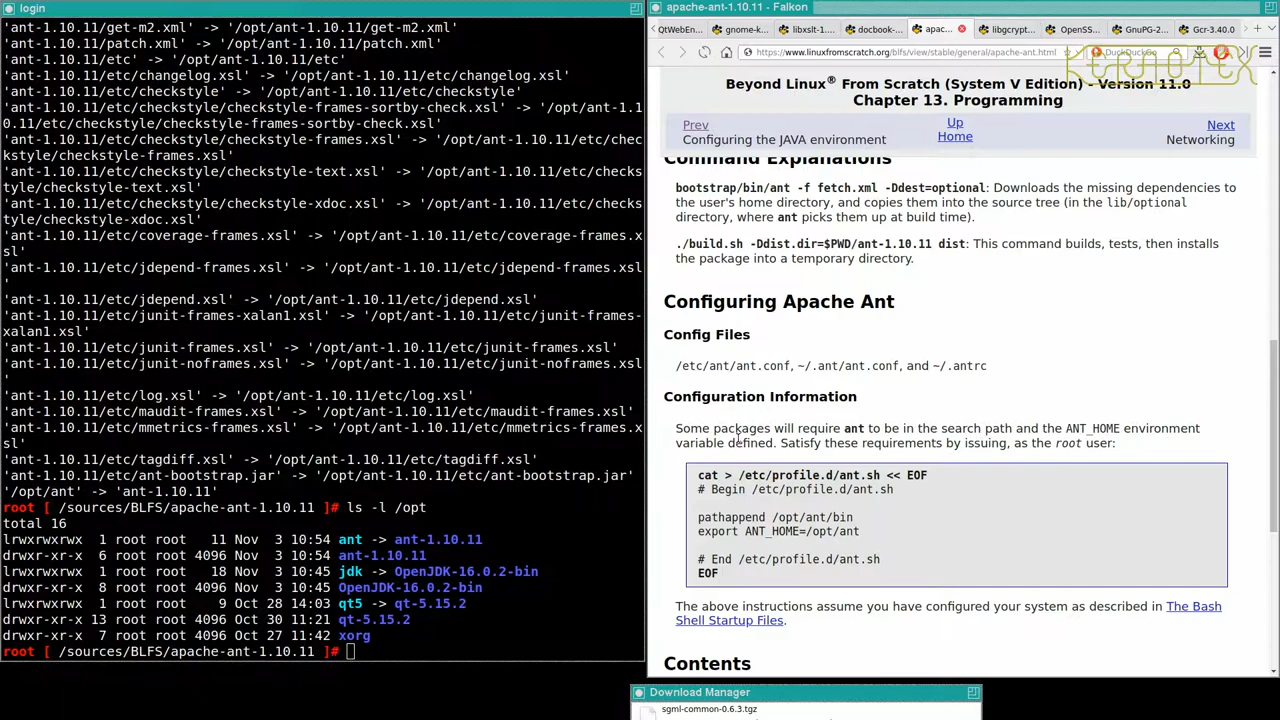 login
'ant-1.10.11/get-m2.xml' -> '/opt/ant-1.10.11/get-m2.xml'
'ant-1.10.11/patch.xml' -> '/opt/ant-1.10.11/patch.xml'
'ant-1.10.11/etc' -> '/opt/ant-1.10.11/etc'
'ant-1.10.11/etc/changelog.xsl' -> '/opt/ant-1.10.11/etc/changelog.xsl'
'ant-1.10.11/etc/checkstyle' -> '/opt/ant-1.10.11/etc/checkstyle'
'ant-1.10.11/etc/checkstyle/checkstyle-frames-sortby-check.xsl' -> '/opt/ant-1.1
0.11/etc/checkstyle/checkstyle-frames-sortby-check.xsl'
'ant-1.10.11/etc/checkstyle/checkstyle-frames.xsl' -> '/opt/ant-1.10.11/etc/chec
kstyle/checkstyle-frames.xsl'
'ant-1.10.11/etc/checkstyle/checkstyle-text.xsl' -> '/opt/ant-1.10.11/etc/checks
tyle/checkstyle-text.xsl'
'ant-1.10.11/etc/checkstyle/checkstyle-xdoc.xsl' -> '/opt/ant-1.10.11/etc/checks
tyle/checkstyle-xdoc.xsl'
'ant-1.10.11/etc/coverage-frames.xsl' -> '/opt/ant-1.10.11/etc/coverage-frames.x
sl'
'ant-1.10.11/etc/jdepend-frames.xsl' -> '/opt/ant-1.10.11/etc/jdepend-frames.xsl
'
'ant-1.10.11/etc/jdepend.xsl' -> '/opt/ant-1.10.11/etc/jdepend.xsl'
'ant-1.10.11/etc/junit-frames-xalan1.xsl' -> '/opt/ant-1.10.11/etc/junit-frames-
xalan1.xsl'
'ant-1.10.11/etc/junit-frames.xsl' -> '/opt/ant-1.10.11/etc/junit-frames.xsl'
'ant-1.10.11/etc/junit-noframes.xsl' -> '/opt/ant-1.10.11/etc/junit-noframes.xsl
'
'ant-1.10.11/etc/log.xsl' -> '/opt/ant-1.10.11/etc/log.xsl'
'ant-1.10.11/etc/maudit-frames.xsl' -> '/opt/ant-1.10.11/etc/maudit-frames.xsl'
'ant-1.10.11/etc/mmetrics-frames.xsl' -> '/opt/ant-1.10.11/etc/mmetrics-frames.x
sl'
'ant-1.10.11/etc/tagdiff.xsl' -> '/opt/ant-1.10.11/etc/tagdiff.xsl'
'ant-1.10.11/etc/ant-bootstrap.jar' -> '/opt/ant-1.10.11/etc/ant-bootstrap.jar'
'/opt/ant' -> 'ant-1.10.11'
root [ /sources/BLFS/apache-ant-1.10.11 ]# ls -l /opt
total 16
lrwxrwxrwx 1 root root 11 Nov 3 10:54 ant -> ant-1.10.11
drwxr-xr-x 6 root root 4096 Nov 3 10:54 ant-1.10.11
lrwxrwxrwx 1 root root 18 Nov 3 10:45 jdk -> OpenJDK-16.0.2-bin
drwxr-xr-x 8 root root 4096 Nov 3 10:45 OpenJDK-16.0.2-bin
lrwxrwxrwx 1 root root 9 Oct 28 14:03 qt5 -> qt-5.15.2
drwxr-xr-x 13 root root 4096 Oct 30 11:21 qt-5.15.2
drwxr-xr-x 7 root root 4096 Oct 27 11:42 xorg
root [ /sources/BLFS/apache-ant-1.10.11 ]#
apache-ant-1.10.11 - Falkon
QtWebEn gnome-k libxslt-1. docbook- apac libgcrypt OpenSS GnuPG-2 Gcr-3.40.0
https://www.linuxfromscratch.org/blfs/view/stable/general/apache-ant.html DuckDuckGo
KERNOTEX
Beyond Linux® From Scratch (System V Edition) - Version 11.0
Chapter 13. Programming
Prev Up Next
Configuring the JAVA environment Home Networking
Command Explanations
bootstrap/bin/ant -f fetch.xml -Ddest=optional: Downloads the missing dependencies to
the user's home directory, and copies them into the source tree (in the lib/optional
directory, where ant picks them up at build time).
./build.sh -Ddist.dir=$PWD/ant-1.10.11 dist: This command builds, tests, then installs
the package into a temporary directory.
Configuring Apache Ant
Config Files
/etc/ant/ant.conf, ~/.ant/ant.conf, and ~/.antrc
Configuration Information
Some packages will require ant to be in the search path and the ANT_HOME environment
variable defined. Satisfy these requirements by issuing, as the root user:
cat > /etc/profile.d/ant.sh << EOF
# Begin /etc/profile.d/ant.sh
pathappend /opt/ant/bin
export ANT_HOME=/opt/ant
# End /etc/profile.d/ant.sh
EOF
The above instructions assume you have configured your system as described in The Bash
Shell Startup Files.
Contents
Download Manager
sgml-common-0.6.3.tgz